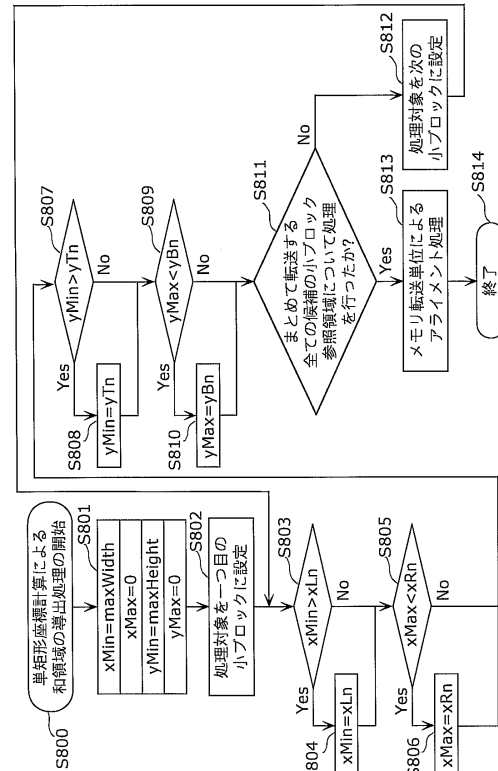 S800
単矩形座標計算による
和領域の導出処理の開始
S801
xMin=maxWidth
xMax=0
yMin=maxHeight
yMax=0
S802
処理対象を一つ目の
小ブロックに設定
S803
xMin>xLn
Yes
No
804
xMin=xLn
S805
xMax<xRn
Yes
No
S806
xMax=xRn
S807
yMin>yTn
Yes
No
S808
yMin=yTn
S809
yMax<yBn
Yes
No
S810
yMax=yBn
S811
まとめて転送する
全ての候補の小ブロック
参照領域について処理
を行ったか?
No
Yes
S812
処理対象を次の
小ブロックに設定
S813
メモリ転送単位による
アライメント処理
S814
終了